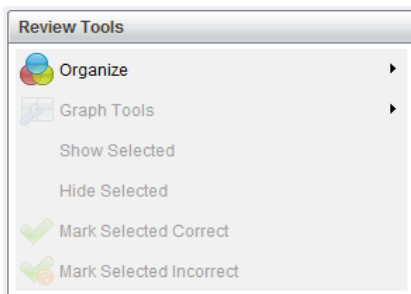 Review Tools
Organize
Graph Tools
Show Selected
Hide Selected
Mark Selected Correct
Mark Selected Incorrect